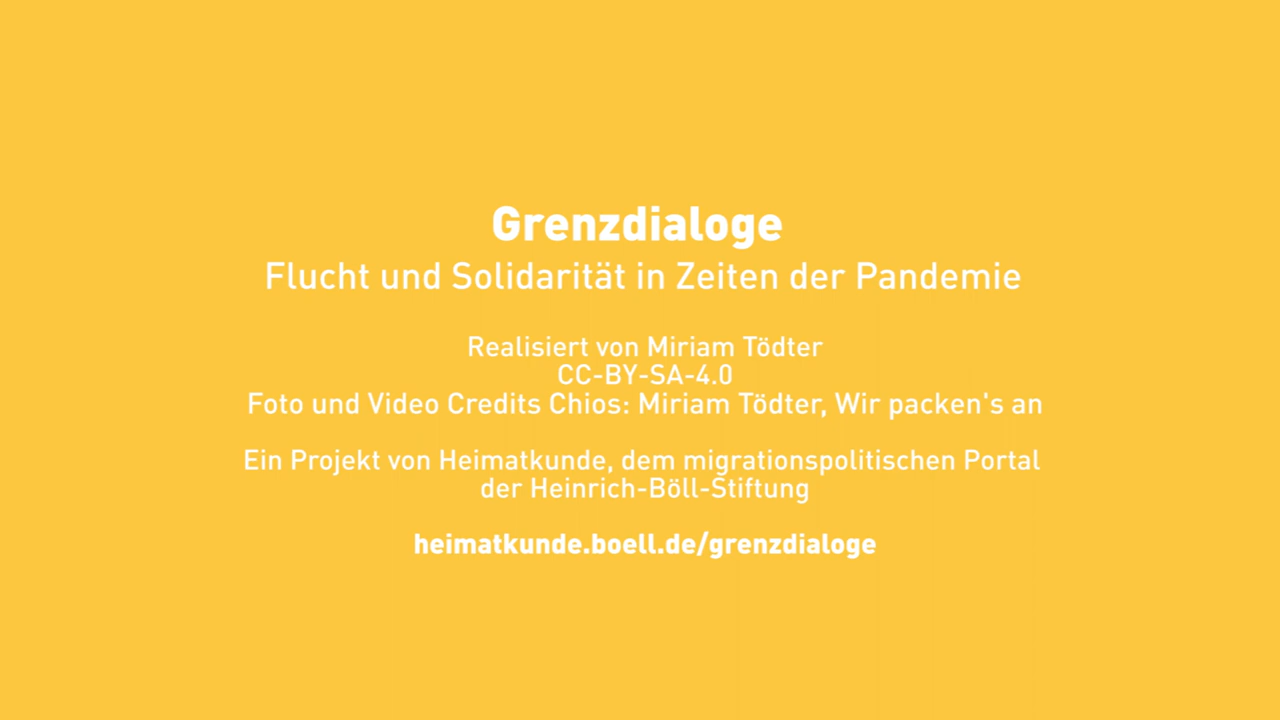 Grenzdialoge
Flucht und Solidarität in Zeiten der Pandemie
Realisiert von Miriam Tödter
CC-BY-SA-4.0
Foto und Video Credits Chios: Miriam Tödter, Wir packen's an
Ein Projekt von Heimatkunde, dem migrationspolitischen Portal
der Heinrich-Böll-Stiftung
heimatkunde.boell.de/grenzdialoge